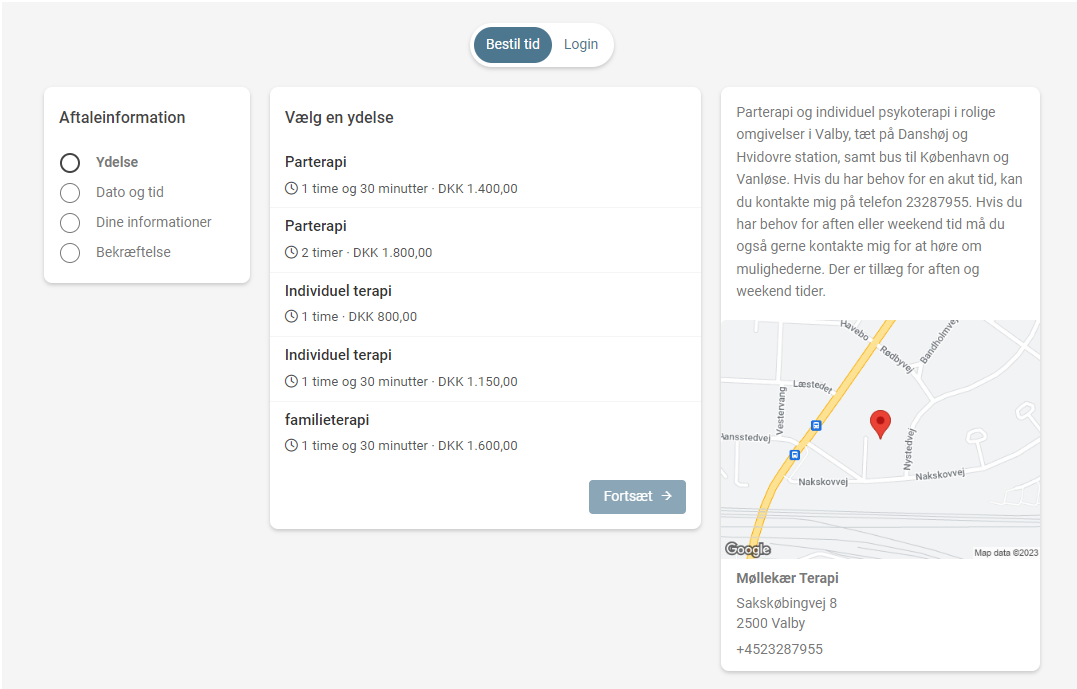 Bestil tid
Login
Aftaleinformation
Ydelse
Dato og tid
Dine informationer
Bekræftelse
Vælg en ydelse
Parterapi
1 time og 30 minutter · DKK 1.400,00
Parterapi
2 timer · DKK 1.800,00
Individuel terapi
1 time · DKK 800,00
Individuel terapi
1 time og 30 minutter · DKK 1.150,00
familieterapi
1 time og 30 minutter · DKK 1.600,00
Fortsæt →
Parterapi og individuel psykoterapi i rolige
omgivelser i Valby, tæt på Danshøj og
Hvidovre station, samt bus til København og
Vanløse. Hvis du har behov for en akut tid, kan
du kontakte mig på telefon 23287955. Hvis du
har behov for aften eller weekend tid må du
også gerne kontakte mig for at høre om
mulighederne. Der er tillæg for aften og
weekend tider.
Havebo
Rødbyvej
Bandholmvej
Læstedet
Vestervang
Nystedvej
Nakskovvej
Nakskovvej
Google
Map data ©2023
Møllekær Terapi
Sakskøbingvej 8
2500 Valby
+4523287955